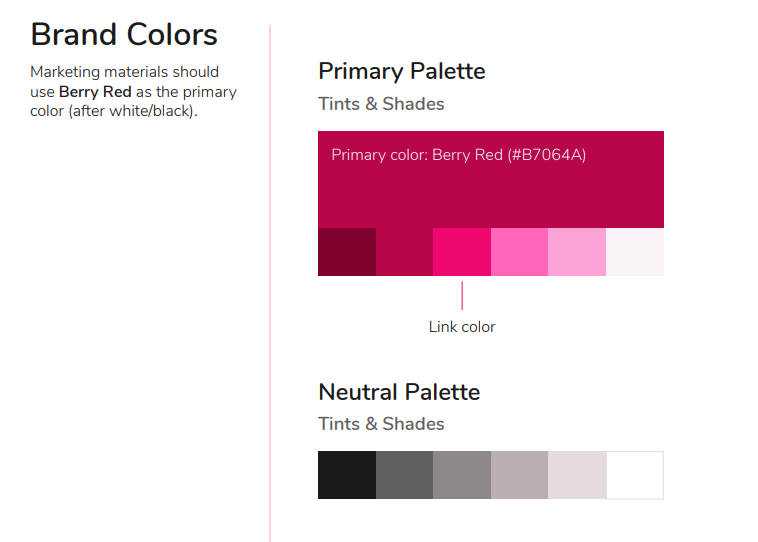 Brand Colors
Marketing materials should
use Berry Red as the primary
color (after white/black).
Primary Palette
Tints & Shades
Primary color: Berry Red (#B7064A)
Link color
Neutral Palette
Tints & Shades